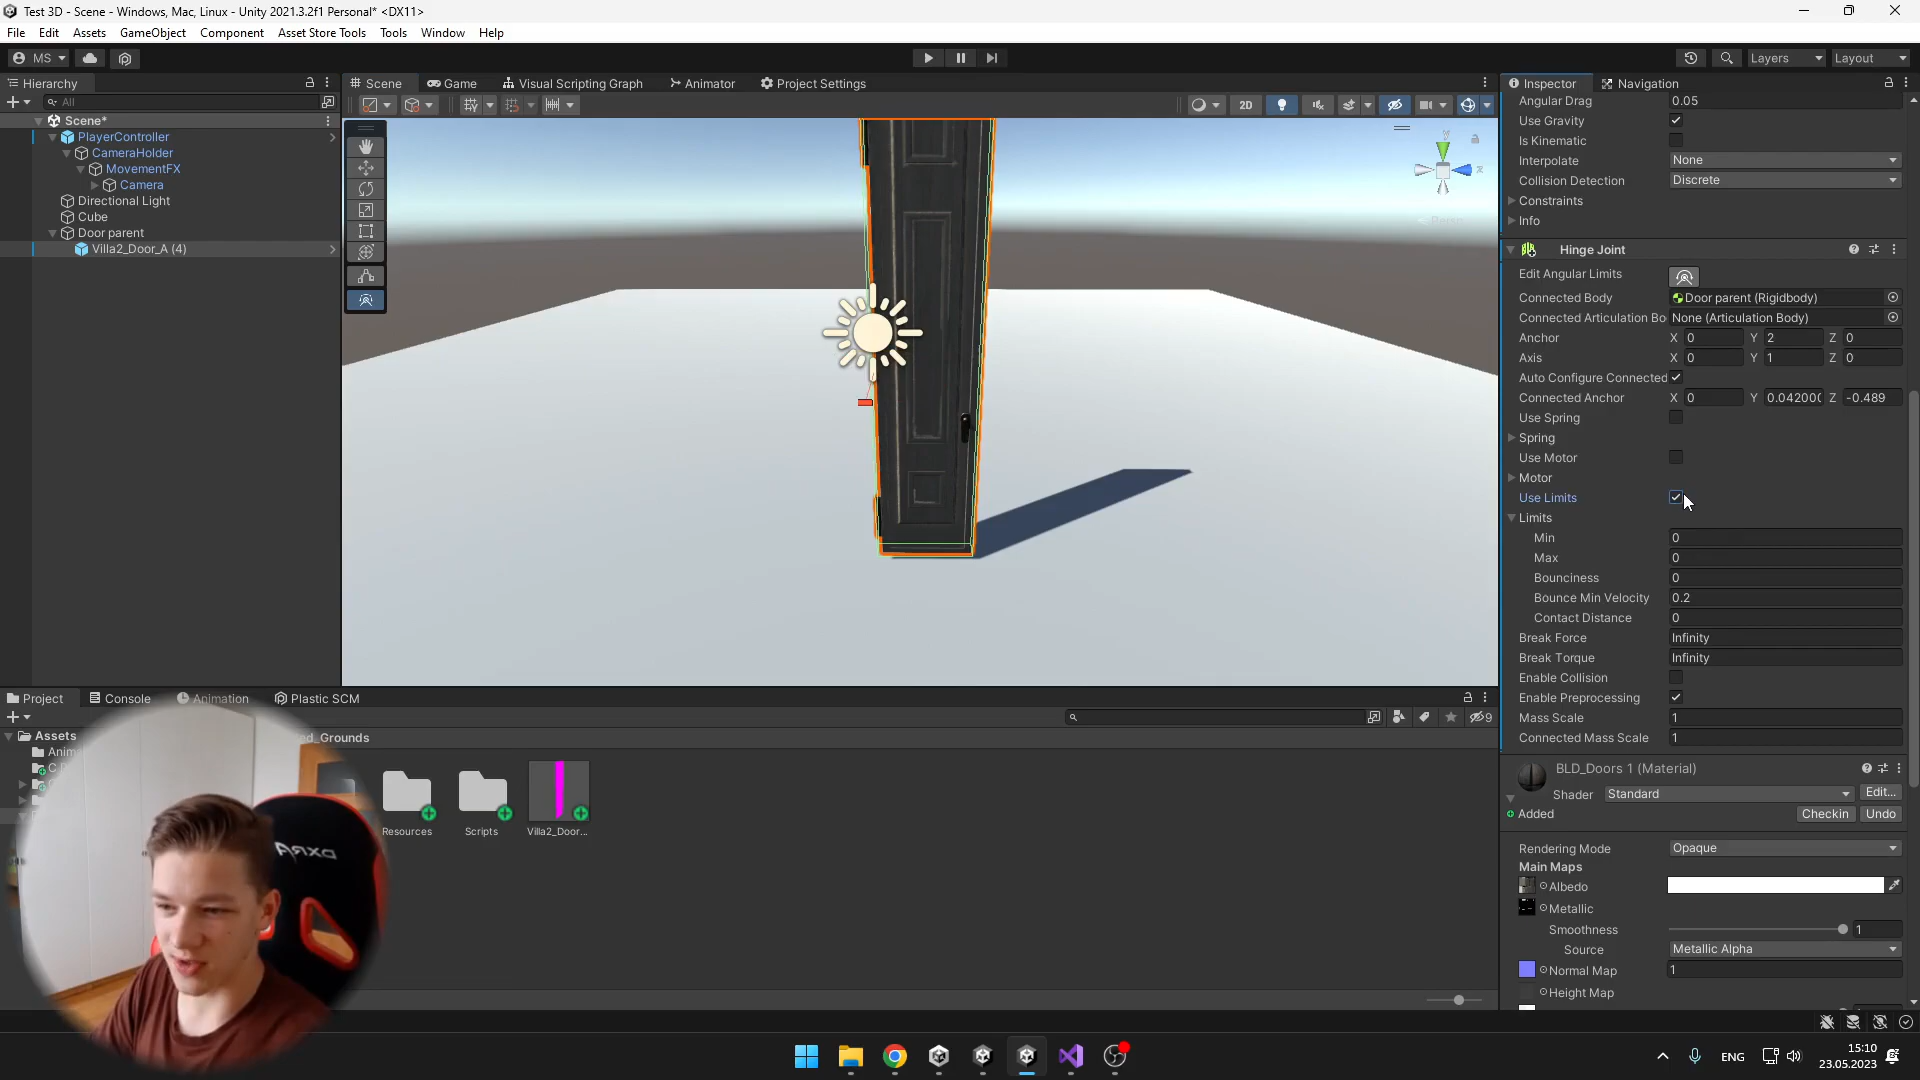 Test 3D - Scene - Windows, Mac, Linux - Unity 2021.3.2f1 Personal* <DX11>
File Edit Assets GameObject Component Asset Store Tools Tools Window Help
MS Layers Layout
Hierarchy
All
Scene*
PlayerController
CameraHolder
MovementFX
Camera
Directional Light
Cube
Door parent
Villa2_Door_A (4)
Scene Game Visual Scripting Graph Animator Project Settings
2D
y
x
Persp
Inspector Navigation
Angular Drag 0.05
Use Gravity
Is Kinematic
Interpolate None
Collision Detection Discrete
Constraints
Info
Hinge Joint
Edit Angular Limits
Connected Body Door parent (Rigidbody)
Connected Articulation Bo None (Articulation Body)
Anchor X 0 Y 2 Z 0
Axis X 0 Y 1 Z 0
Auto Configure Connected
Connected Anchor X 0 Y 0.04200( Z -0.489
Use Spring
Spring
Use Motor
Motor
Use Limits
Limits
Min 0
Max 0
Bounciness 0
Bounce Min Velocity 0.2
Contact Distance 0
Break Force Infinity
Break Torque Infinity
Enable Collision
Enable Preprocessing
Mass Scale 1
Connected Mass Scale 1
BLD_Doors 1 (Material)
Shader Standard Edit...
Added Checkin Undo
Rendering Mode Opaque
Main Maps
Albedo
Metallic
Smoothness 1
Source Metallic Alpha
Normal Map 1
Height Map
Project Console Animation Plastic SCM
9
Assets
ed_Grounds
Anima
Resources Scripts Villa2_Door...
DXRA
ENG
15:10
23.05.2023